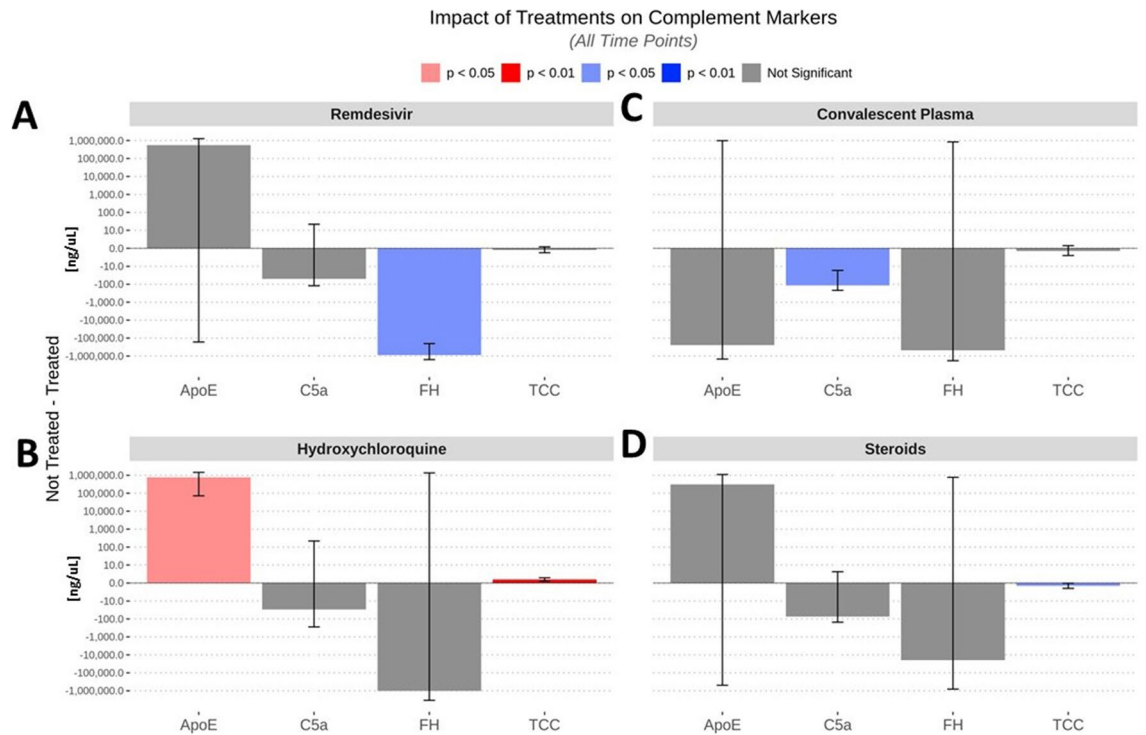 Impact of Treatments on Complement Markers
(All Time Points)
p < 0.05 p < 0.01 p < 0.05 p < 0.01 Not Significant
A
Remdesivir
1,000,000.0
100,000.0
10,000.0
1,000.0
100.0
10.0
0.0
-10.0
-100.0
-1,000.0
-10,000.0
-100,000.0
-1,000,000.0
[ng/uL]
ApoE C5a FH TCC
C
Convalescent Plasma
ApoE C5a FH TCC
Not Treated - Treated
B
Hydroxychloroquine
1,000,000.0
100,000.0
10,000.0
1,000.0
100.0
10.0
0.0
-10.0
-100.0
-1,000.0
-10,000.0
-100,000.0
-1,000,000.0
[ng/uL]
ApoE C5a FH TCC
D
Steroids
ApoE C5a FH TCC